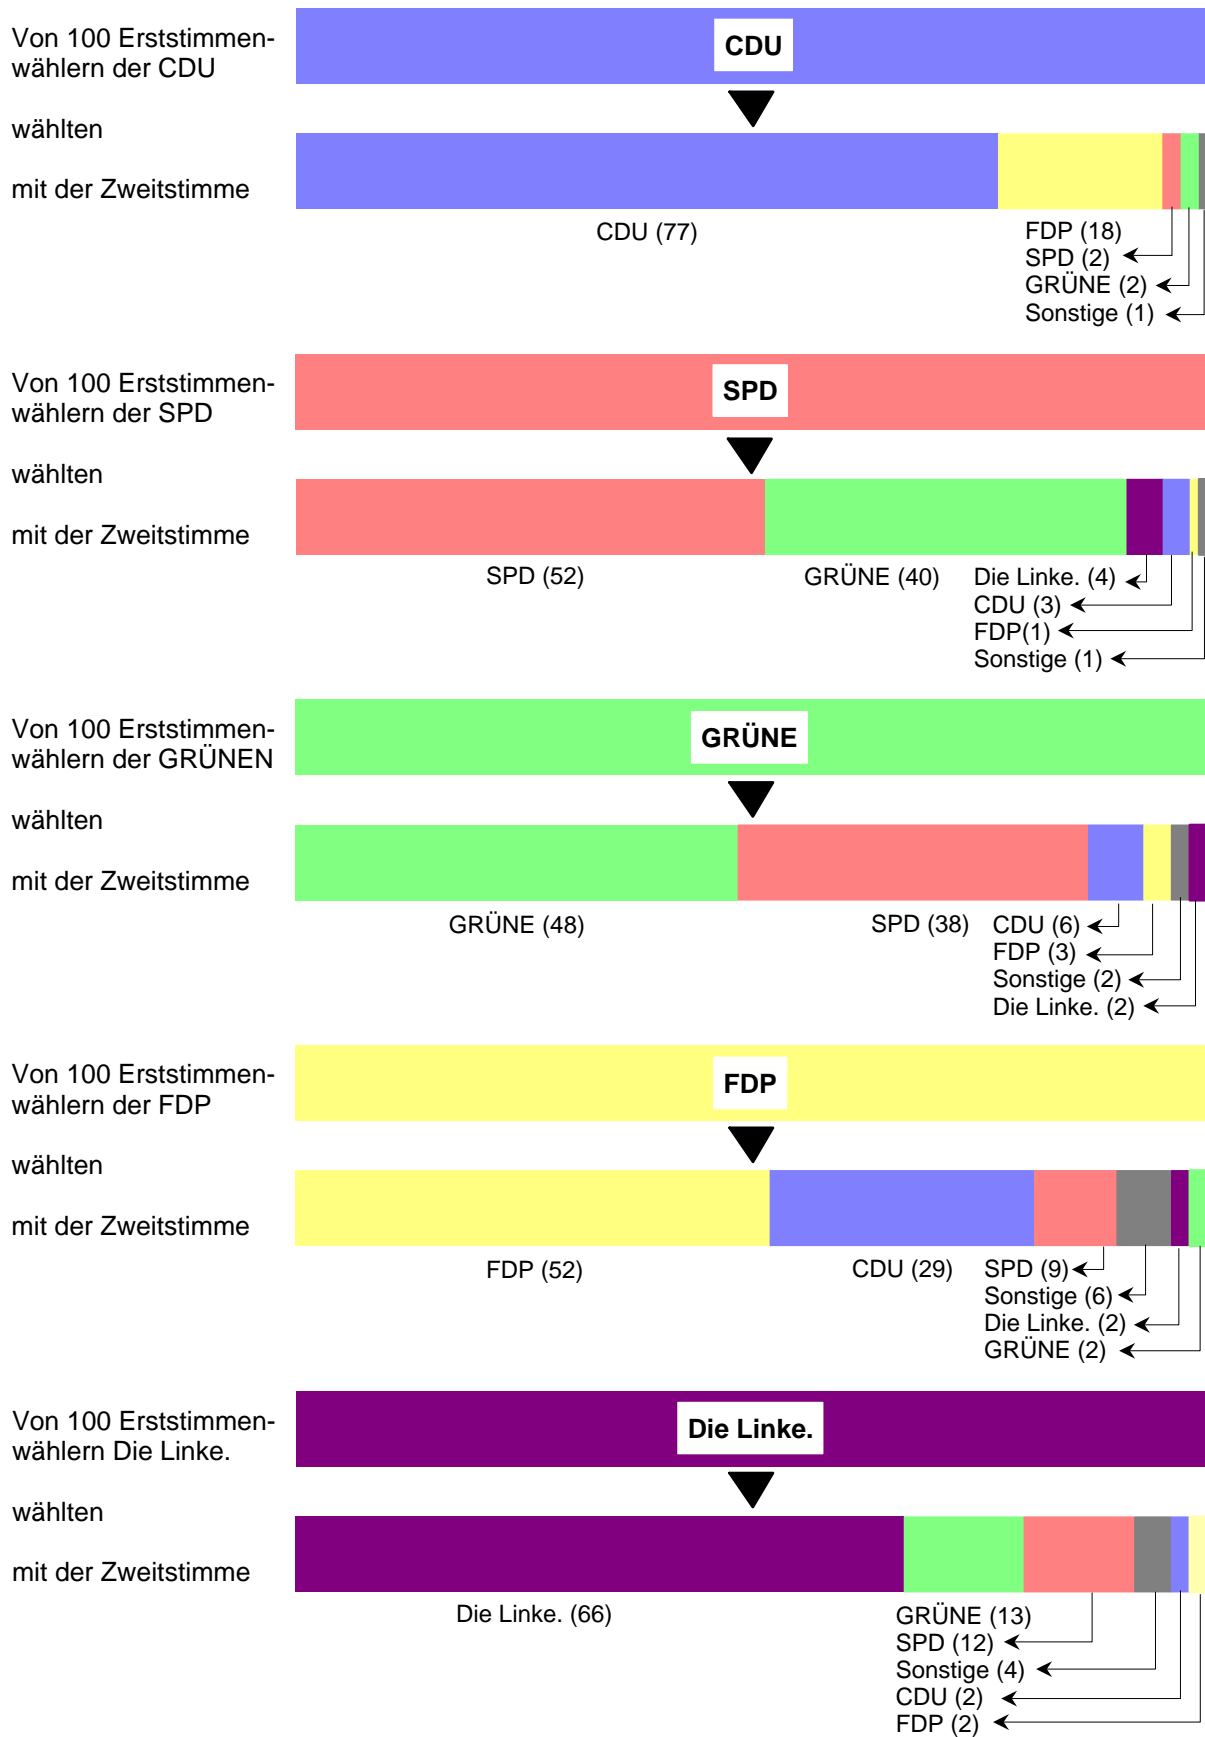 Von 100 Erststimmen-
wählern der CDU
CDU
wählten
mit der Zweitstimme
CDU (77)
FDP (18)
SPD (2)
GRÜNE (2)
Sonstige (1)
Von 100 Erststimmen-
wählern der SPD
SPD
wählten
mit der Zweitstimme
SPD (52)
GRÜNE (40)
Die Linke. (4)
CDU (3)
FDP(1)
Sonstige (1)
Von 100 Erststimmen-
wählern der GRÜNEN
GRÜNE
wählten
mit der Zweitstimme
GRÜNE (48)
SPD (38)
CDU (6)
FDP (3)
Sonstige (2)
Die Linke. (2)
Von 100 Erststimmen-
wählern der FDP
FDP
wählten
mit der Zweitstimme
FDP (52)
CDU (29)
SPD (9)
Sonstige (6)
Die Linke. (2)
GRÜNE (2)
Von 100 Erststimmen-
wählern Die Linke.
Die Linke.
wählten
mit der Zweitstimme
Die Linke. (66)
GRÜNE (13)
SPD (12)
Sonstige (4)
CDU (2)
FDP (2)